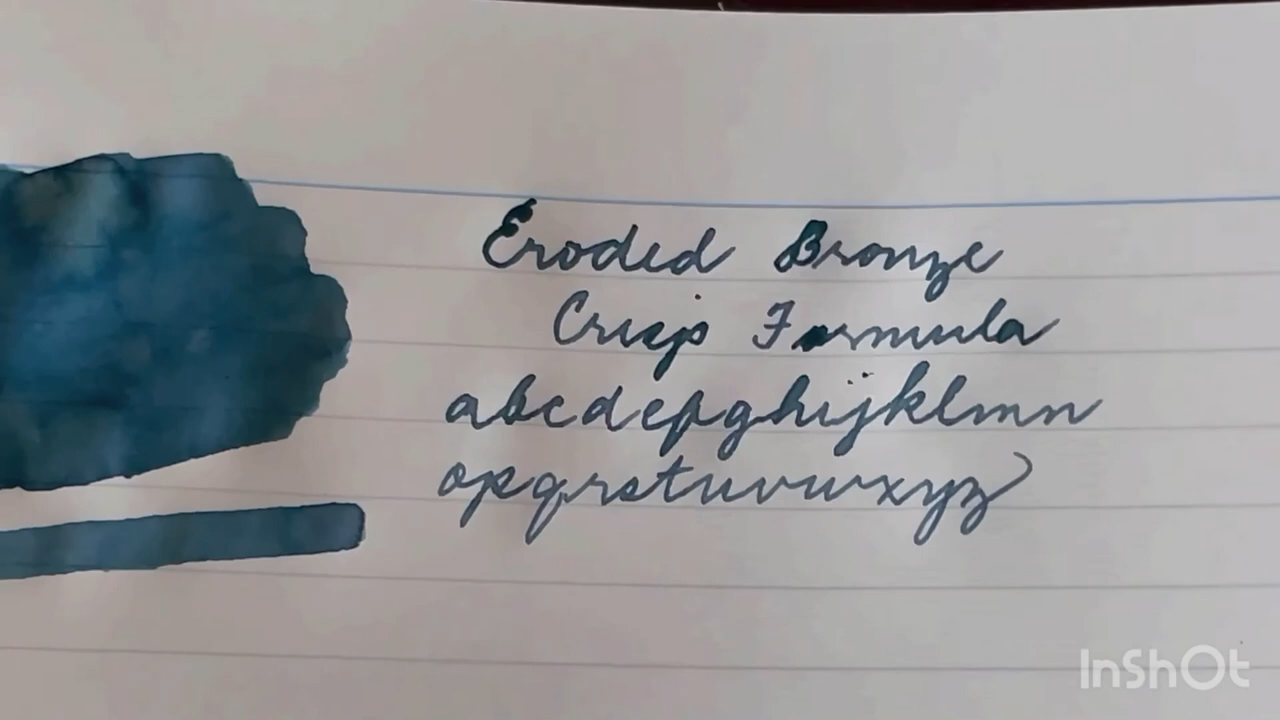 Eroded Bronze
Crisp Formula
abcdefghijklmn
opqrstuvwxyz
InShOt